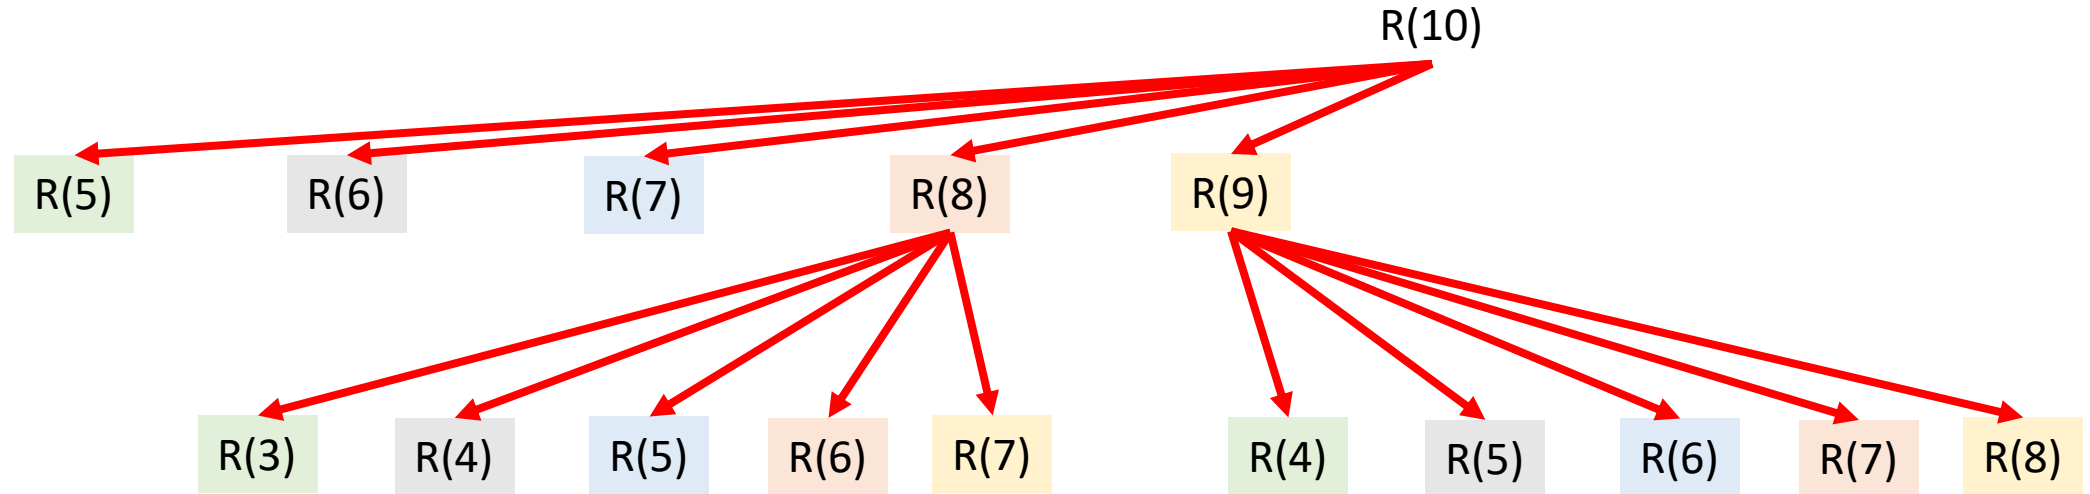 R(10)
R(5) R(6) R(7) R(8) R(9)
R(3) R(4) R(5) R(6) R(7) R(4) R(5) R(6) R(7) R(8)